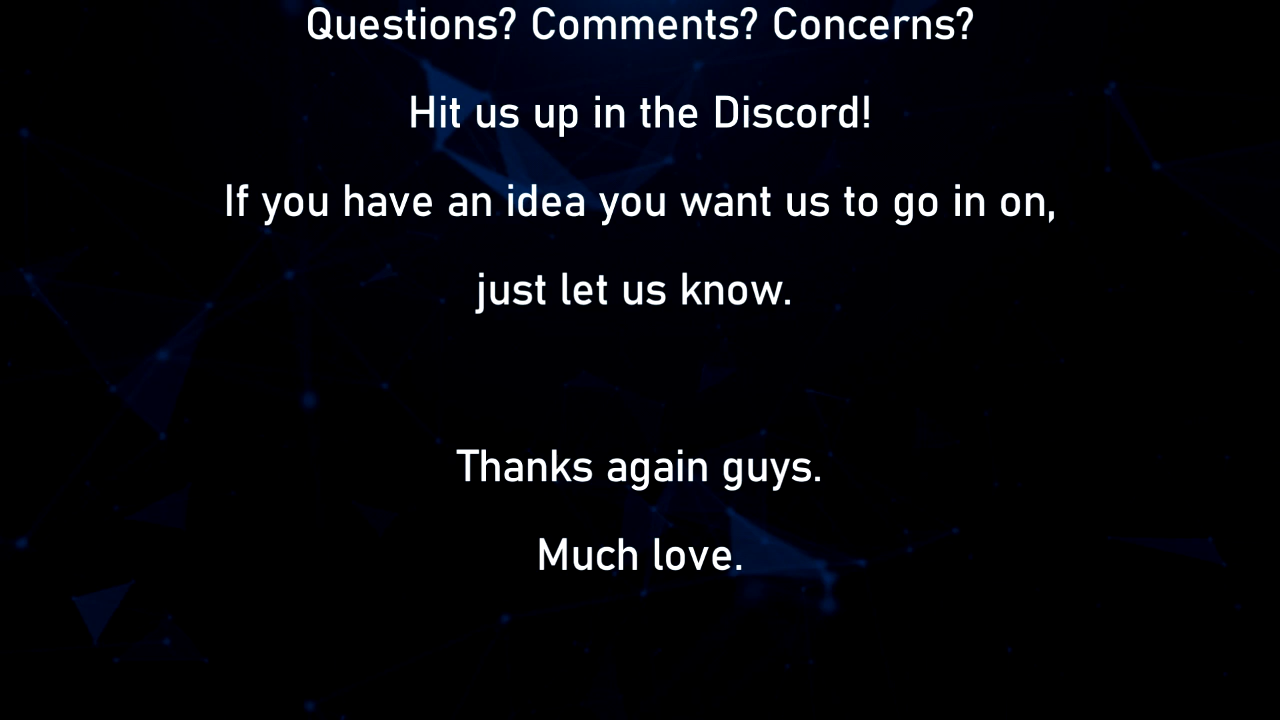 Questions? Comments? Concerns?
Hit us up in the Discord!
If you have an idea you want us to go in on,
just let us know.
Thanks again guys.
Much love.